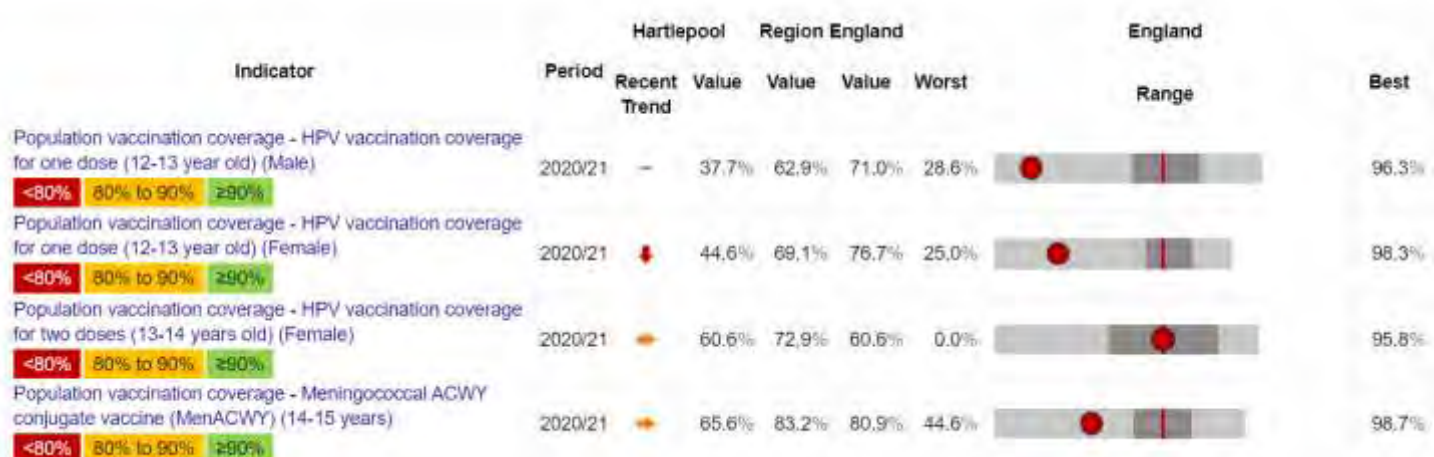 Hartlepool Region England England
Indicator Period Recent Trend Value Value Value Worst Range Best
Population vaccination coverage - HPV vaccination coverage
for one dose (12-13 year old) (Male)
2020/21 – 37.7% 62.9% 71.0% 28.6% 96.3%
<80% 80% to 90% ≥90%
Population vaccination coverage - HPV vaccination coverage
for one dose (12-13 year old) (Female)
2020/21 44.6% 69.1% 76.7% 25.0% 98.3%
<80% 80% to 90% ≥90%
Population vaccination coverage - HPV vaccination coverage
for two doses (13-14 years old) (Female)
2020/21 60.6% 72.9% 60.6% 0.0% 95.8%
<80% 80% to 90% ≥90%
Population vaccination coverage - Meningococcal ACWY
conjugate vaccine (MenACWY) (14-15 years)
2020/21 65.6% 83.2% 80.9% 44.6% 98.7%
<80% 80% to 90% ≥90%